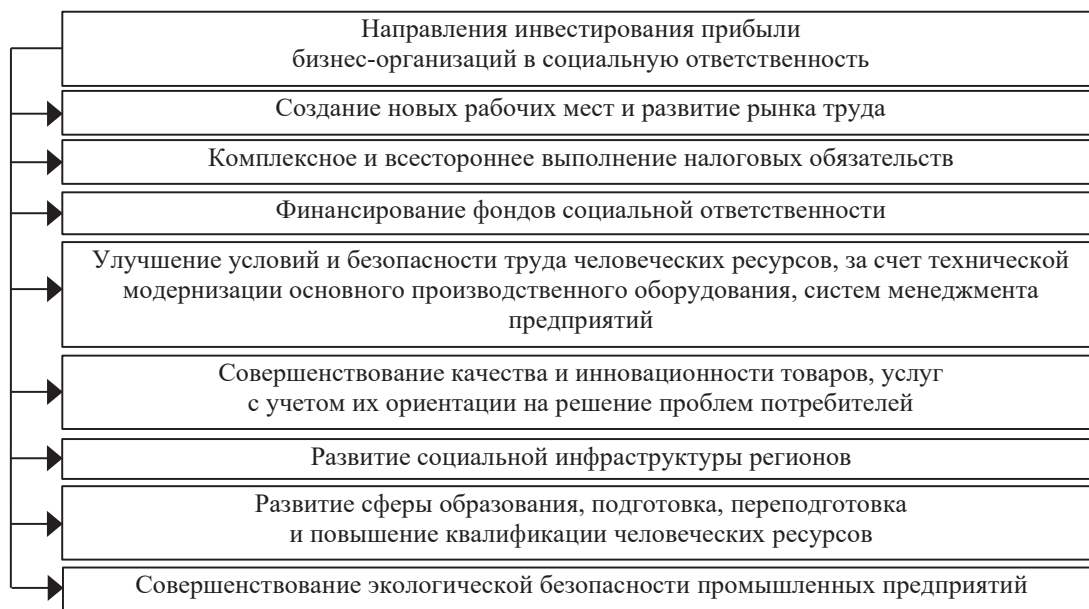 Направления инвестирования прибыли
бизнес-организаций в социальную ответственность
Создание новых рабочих мест и развитие рынка труда
Комплексное и всестороннее выполнение налоговых обязательств
Финансирование фондов социальной ответственности
Улучшение условий и безопасности труда человеческих ресурсов, за счет технической
модернизации основного производственного оборудования, систем менеджмента
предприятий
Совершенствование качества и инновационности товаров, услуг
с учетом их ориентации на решение проблем потребителей
Развитие социальной инфраструктуры регионов
Развитие сферы образования, подготовка, переподготовка
и повышение квалификации человеческих ресурсов
Совершенствование экологической безопасности промышленных предприятий